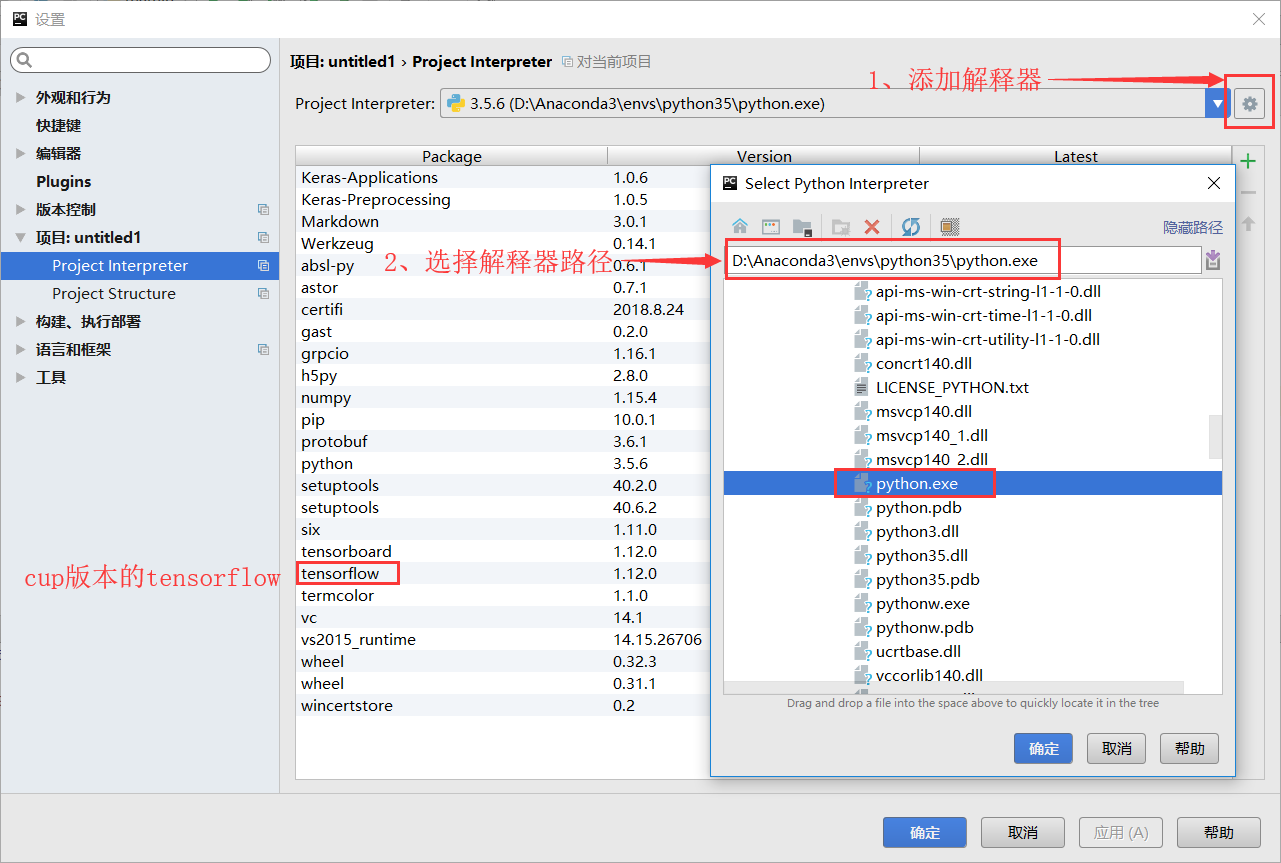 设置
项目: untitled1 › Project Interpreter 对当前项目
1、添加解释器
Project Interpreter: 3.5.6 (D:\Anaconda3\envs\python35\python.exe)
外观和行为
快捷键
编辑器
Plugins
版本控制
项目: untitled1
Project Interpreter
Project Structure
构建、执行部署
语言和框架
工具
Package Version Latest
Keras-Applications 1.0.6
Keras-Preprocessing 1.0.5
Markdown 3.0.1
Werkzeug 0.14.1
absl-py 0.6.1
astor 0.7.1
certifi 2018.8.24
gast 0.2.0
grpcio 1.16.1
h5py 2.8.0
numpy 1.15.4
pip 10.0.1
protobuf 3.6.1
python 3.5.6
setuptools 40.2.0
setuptools 40.6.2
six 1.11.0
tensorboard 1.12.0
tensorflow 1.12.0
termcolor 1.1.0
vc 14.1
vs2015_runtime 14.15.26706
wheel 0.32.3
wheel 0.31.1
wincertstore 0.2
cup版本的tensorflow
2、选择解释器路径
Select Python Interpreter
隐藏路径
D:\Anaconda3\envs\python35\python.exe
api-ms-win-crt-string-l1-1-0.dll
api-ms-win-crt-time-l1-1-0.dll
api-ms-win-crt-utility-l1-1-0.dll
concrt140.dll
LICENSE_PYTHON.txt
msvcp140.dll
msvcp140_1.dll
msvcp140_2.dll
python.exe
python.pdb
python3.dll
python35.dll
python35.pdb
pythonw.exe
pythonw.pdb
ucrtbase.dll
vccorlib140.dll
Drag and drop a file into the space above to quickly locate it in the tree
确定 取消 帮助
确定 取消 应用 (A) 帮助